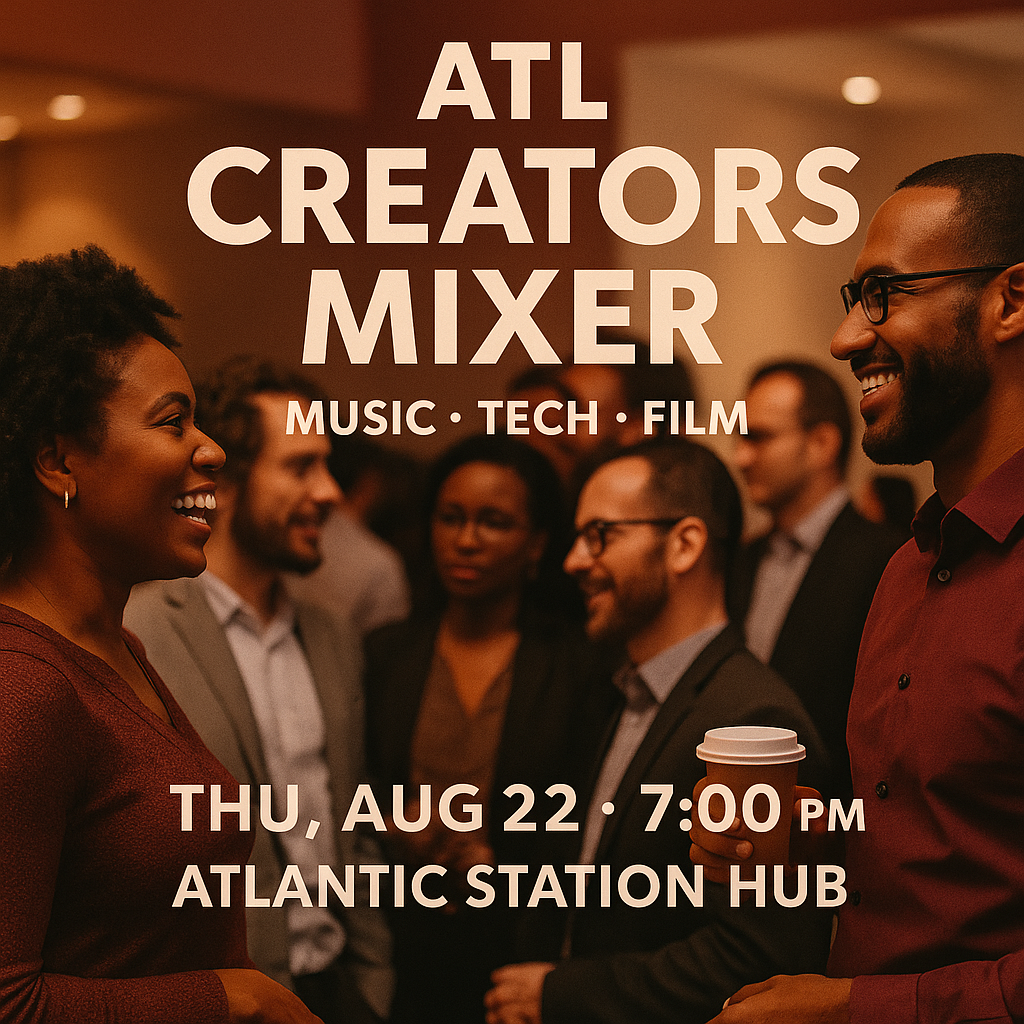 ATL
CREATORS
MIXER
MUSIC · TECH · FILM
THU, AUG 22 · 7:00 PM
ATLANTIC STATION HUB